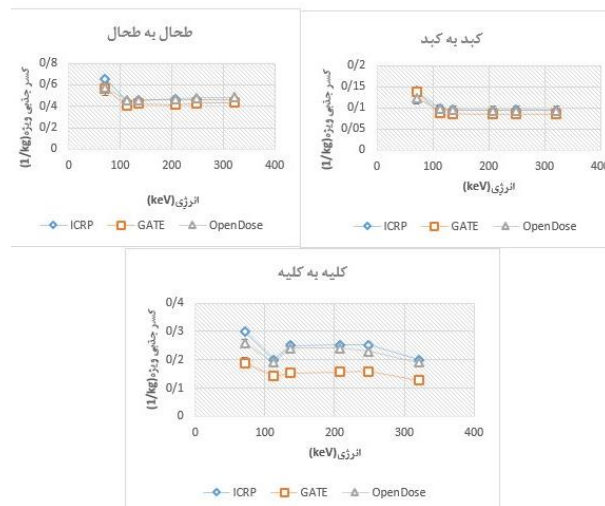 طحال به طحال
کسر جذبی ویژه(1/kg)
0/8
0/6
0/4
0/2
0
0 100 200 300 400
انرژی(keV)
ICRP GATE OpenDose
کبد به کبد
کسر جذبی ویژه(1/kg)
0/2
0/15
0/1
0/05
0
0 100 200 300 400
انرژی(keV)
ICRP GATE OpenDose
کلیه به کلیه
کسر جذبی ویژه(1/kg)
0/4
0/3
0/2
0/1
0
0 100 200 300 400
انرژی(keV)
ICRP GATE OpenDose